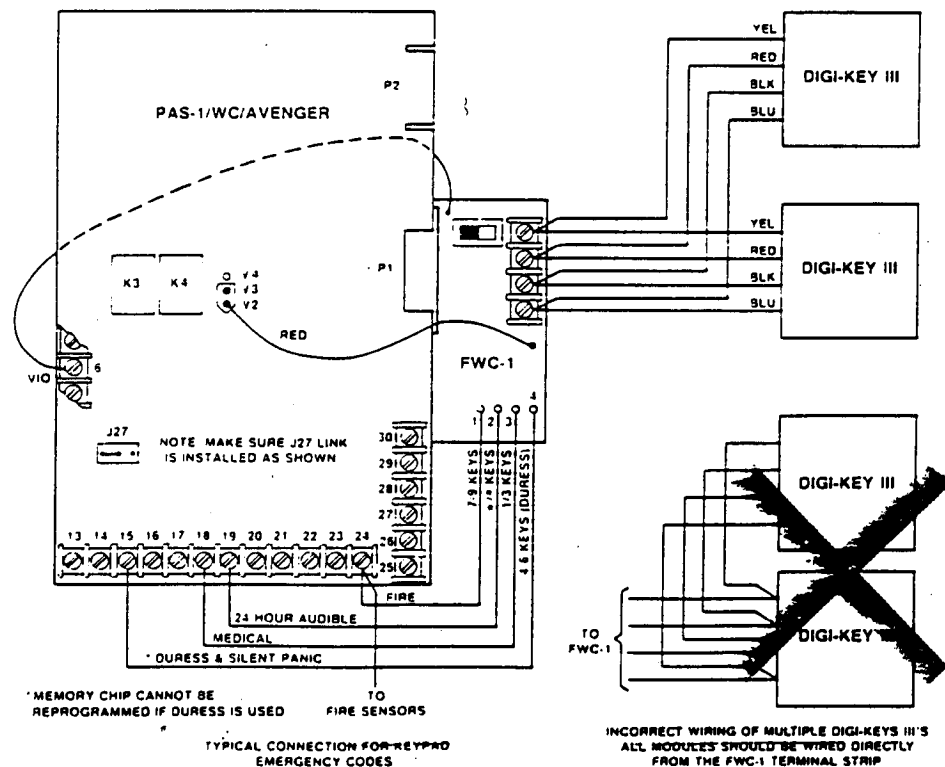 PAS-1/WC/AVENGER
P2
YEL
RED
BLK
BLU
DIGI-KEY III
YEL
RED
BLK
BLU
DIGI-KEY III
K3
K4
V4
V3
V2
P1
RED
FWC-1
VIO
6
J27
NOTE MAKE SURE J27 LINK
IS INSTALLED AS SHOWN
1
2
3
4
7-9 KEYS
*/# KEYS
1/3 KEYS
4 6 KEYS (DURESS)
30
29
28
27
26
25
13 14 15 16 17 18 19 20 21 22 23 24
FIRE
24 HOUR AUDIBLE
MEDICAL
* DURESS & SILENT PANIC
*MEMORY CHIP CANNOT BE
REPROGRAMMED IF DURESS IS USED
TO
FIRE SENSORS
TYPICAL CONNECTION FOR KEYPAD
EMERGENCY CODES
DIGI-KEY III
DIGI-KEY III
TO
FWC-1
INCORRECT WIRING OF MULTIPLE DIGI-KEYS III'S
ALL MODULES SHOULD BE WIRED DIRECTLY
FROM THE FWC-1 TERMINAL STRIP